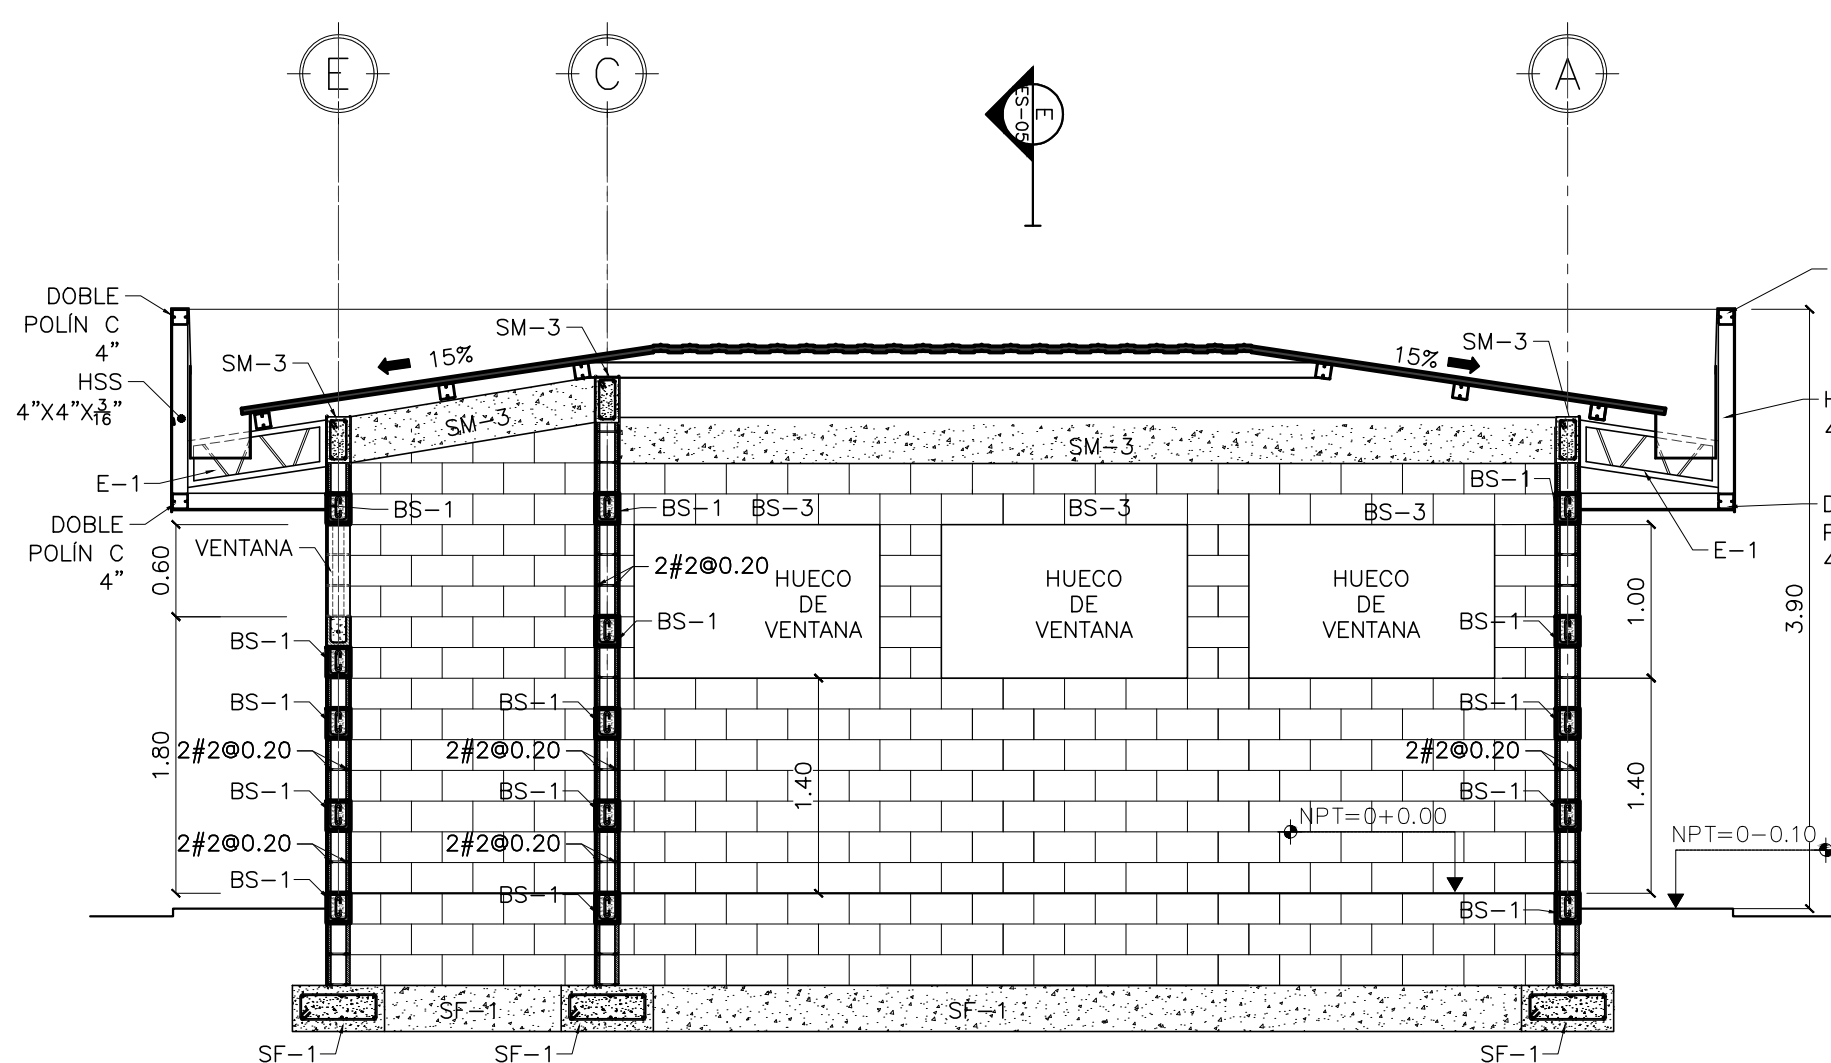 E
C
A
E
ES-05
DOBLE
POLÍN C
4"
HSS
4"X4"X3/16"
E-1
DOBLE
POLÍN C
4"
SM-3
15%
SM-3
15%
SM-3
SM-3
SM-3
BS-1
BS-1
BS-3
BS-3
BS-3
BS-1
E-1
VENTANA
0.60
2#2@0.20
HUECO
DE
VENTANA
HUECO
DE
VENTANA
HUECO
DE
VENTANA
1.00
3.90
BS-1
BS-1
BS-1
BS-1
BS-1
BS-1
1.80
2#2@0.20
2#2@0.20
2#2@0.20
BS-1
BS-1
1.40
BS-1
1.40
NPT=0+0.00
NPT=0-0.10
2#2@0.20
2#2@0.20
BS-1
BS-1
BS-1
SF-1
SF-1
SF-1
SF-1
SF-1